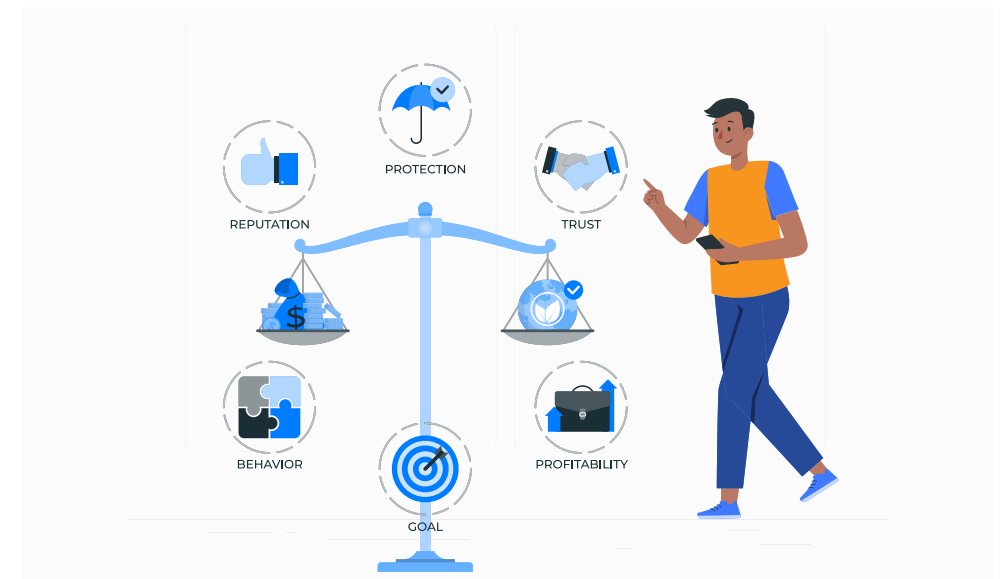 PROTECTION
REPUTATION
TRUST
$
BEHAVIOR
PROFITABILITY
GOAL